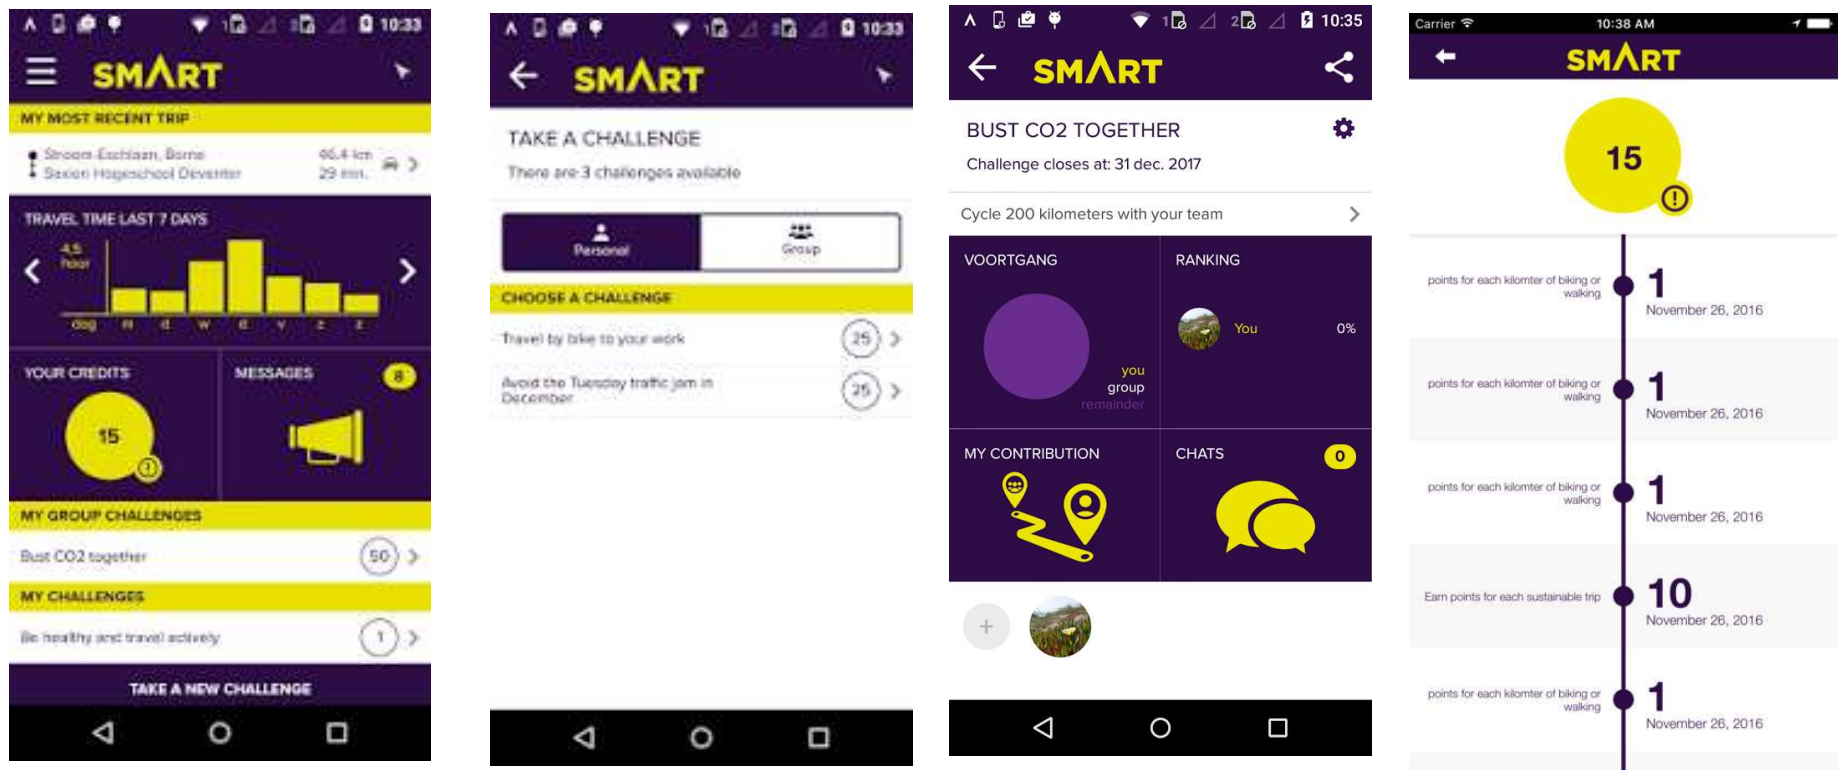 10:33
SMART
MY MOST RECENT TRIP
Stroom Esch, Borne
46.4 km
Saxion Hogeschool Deventer
29 min.
TRAVEL TIME LAST 7 DAYS
4,5
hour
dag m d w d v z z
YOUR CREDITS
15
MESSAGES
8
MY GROUP CHALLENGES
Bust CO2 together
50
MY CHALLENGES
Be healthy and travel actively
1
TAKE A NEW CHALLENGE
10:33
SMART
TAKE A CHALLENGE
There are 3 challenges available
Personal
Group
CHOOSE A CHALLENGE
Travel by bike to your work
25
Avoid the Tuesday traffic jam in
December
25
1 2 10:35
SMART
BUST CO2 TOGETHER
Challenge closes at: 31 dec. 2017
Cycle 200 kilometers with your team
VOORTGANG
you
group
remainder
RANKING
You 0%
MY CONTRIBUTION
CHATS
0
Carrier 10:38 AM
SMART
15
points for each kilomter of biking or
walking
1
November 26, 2016
points for each kilomter of biking or
walking
1
November 26, 2016
points for each kilomter of biking or
walking
1
November 26, 2016
Earn points for each sustainable trip
10
November 26, 2016
points for each kilomter of biking or
walking
1
November 26, 2016